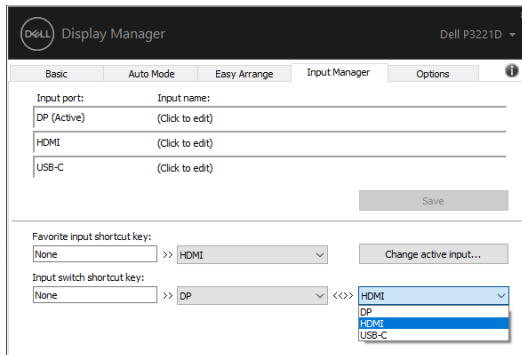 DELL Display Manager Dell P3221D
Basic Auto Mode Easy Arrange Input Manager Options
Input port: Input name:
DP (Active) (Click to edit)
HDMI (Click to edit)
USB-C (Click to edit)
Save
Favorite input shortcut key:
None >> HDMI Change active input...
Input switch shortcut key:
None >> DP <<>> HDMI
DP
HDMI
USB-C